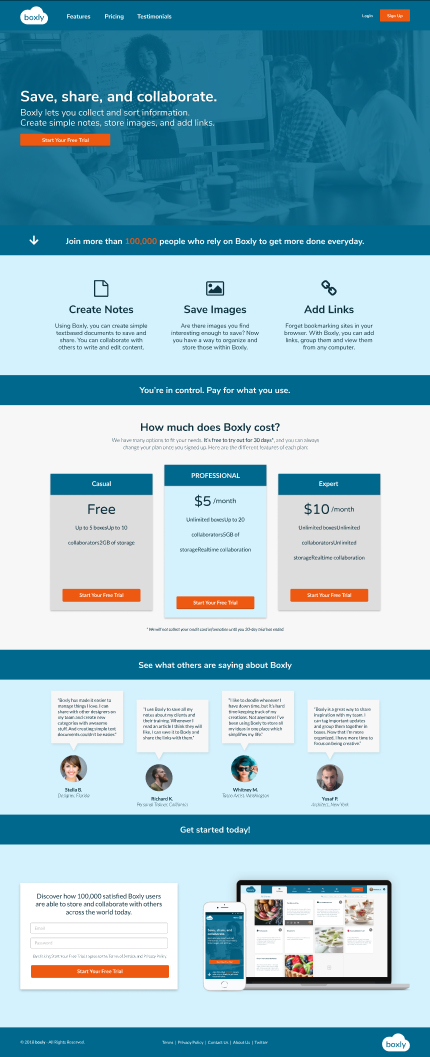 boxly
Features Pricing Testimonials
Login Sign Up
Save, share, and collaborate.
Boxly lets you collect and sort information.
Create simple notes, store images, and add links.
Start Your Free Trial
Join more than 100,000 people who rely on Boxly to get more done everyday.
Create Notes
Using Boxly, you can create simple
textbased documents to save and
share. You can collaborate with
others to write and edit content.
Save Images
Are there images you find
interesting enough to save? Now
you have a way to organize and
store those within Boxly.
Add Links
Forget bookmarking sites in your
browser. With Boxly, you can add
links, group them and view them
from any computer.
You're in control. Pay for what you use.
How much does Boxly cost?
We have many options to fit your needs. It's free to try out for 30 days*, and you can always
change your plan once you signed up. Here are the different features of each plan:
Casual
Free
Up to 5 boxesUp to 10
collaborators2GB of storage
Start Your Free Trial
PROFESSIONAL
$5 /month
Unlimited boxesUp to 20
collaborators5GB of
storageRealtime collaboration
Start Your Free Trial
Expert
$10 /month
Unlimited boxesUnlimited
collaboratorsUnlimited
storageRealtime collaboration
Start Your Free Trial
* We will not collect your credit card information until your 30-day trial has ended
See what others are saying about Boxly
"Boxly has made it easier to
manage things I love. I can
share with other designers on
my team and create new
categories with awesome
stuff. And creating simple text
documents couldn't be easier."
Stella B.
Designer, Florida
"I use Boxly to save all my
notes about my clients and
their training. Whenever I
read an article I think they will
like, I can save it to Boxly and
share the links with them."
Richard K.
Personal Trainer, California
"I like to doodle whenever I
have down time, but it's hard
time keeping track of my
creations. Not anymore! I've
been using Boxly to store all
my ideas in one place which
simplifies my life."
Whitney M.
Tattoo Artist, Washington
"Boxly is a great way to share
inspiration with my team. I
can tag important updates
and group them together in
boxes. Now that I'm more
organized, I have more time to
focus on being creative."
Yosef P.
Architect, New York
Get started today!
Discover how 100,000 satisfied Boxly users
are able to store and collaborate with others
across the world today.
Email
Password
Start Your Free Trial
Save, share, and
collaborate.
boxly
© 2018 boxly - All Rights Reserved.
Terms | Privacy Policy | Contact Us | About Us | Twitter
boxly